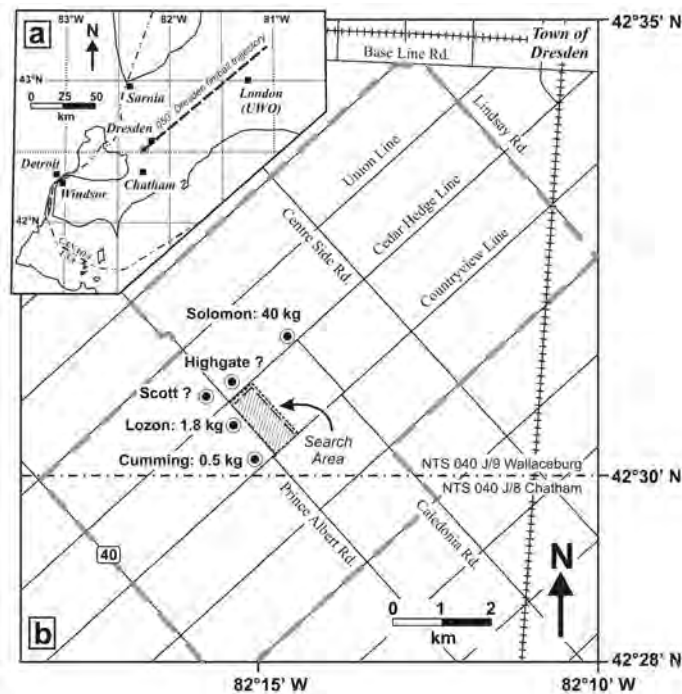 a
83°W
82°W
81°W
N
43°N
0 25 50
km
Sarnia
050° Dresden fireball trajectory
London
(UWO)
Dresden
Detroit
Windsor
Chatham
42°N
CANADA
USA
42°35' N
Town of
Dresden
Base Line Rd.
Lindsay Rd.
Union Line
Centre Side Rd.
Cedar Hedge Line
Countryview Line
Solomon: 40 kg
Highgate ?
Scott ?
Lozon: 1.8 kg
Search
Area
Cumming: 0.5 kg
NTS 040 J/9 Wallaceburg
42°30' N
NTS 040 J/8 Chatham
Prince Albert Rd.
Caledonia Rd.
40
N
b
0 1 2
km
42°28' N
82°15' W
82°10' W